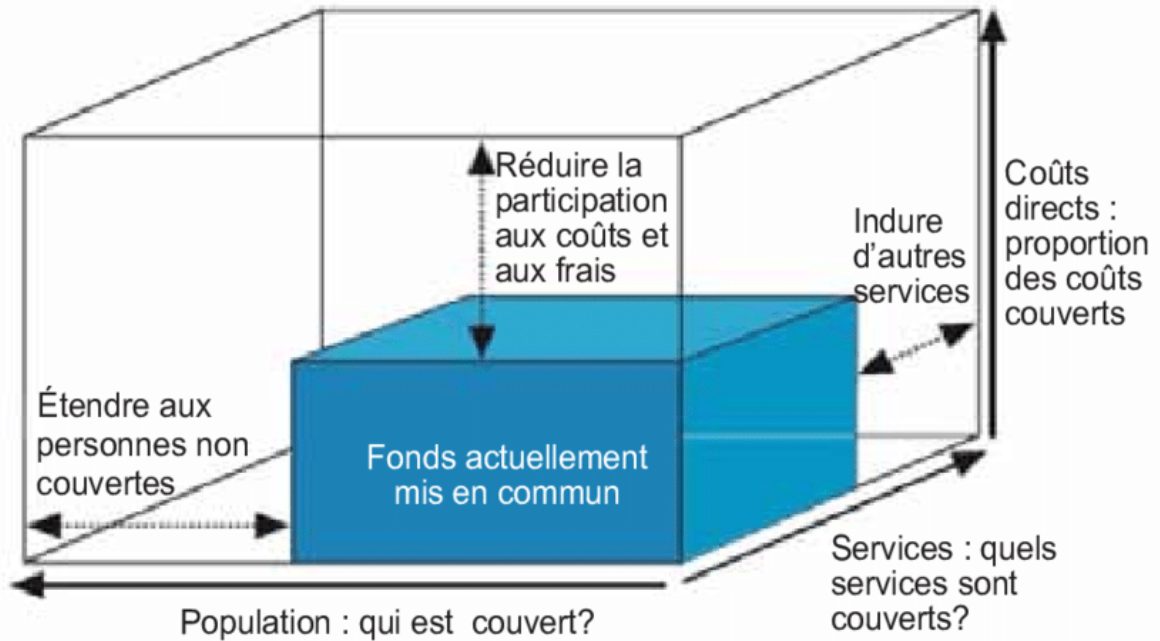 Réduire la
participation
aux coûts et
aux frais
Indure
d'autres
services
Coûts
directs :
proportion
des coûts
couverts
Étendre aux
personnes non
couvertes
Fonds actuellement
mis en commun
Services : quels
services sont
couverts?
Population : qui est couvert?